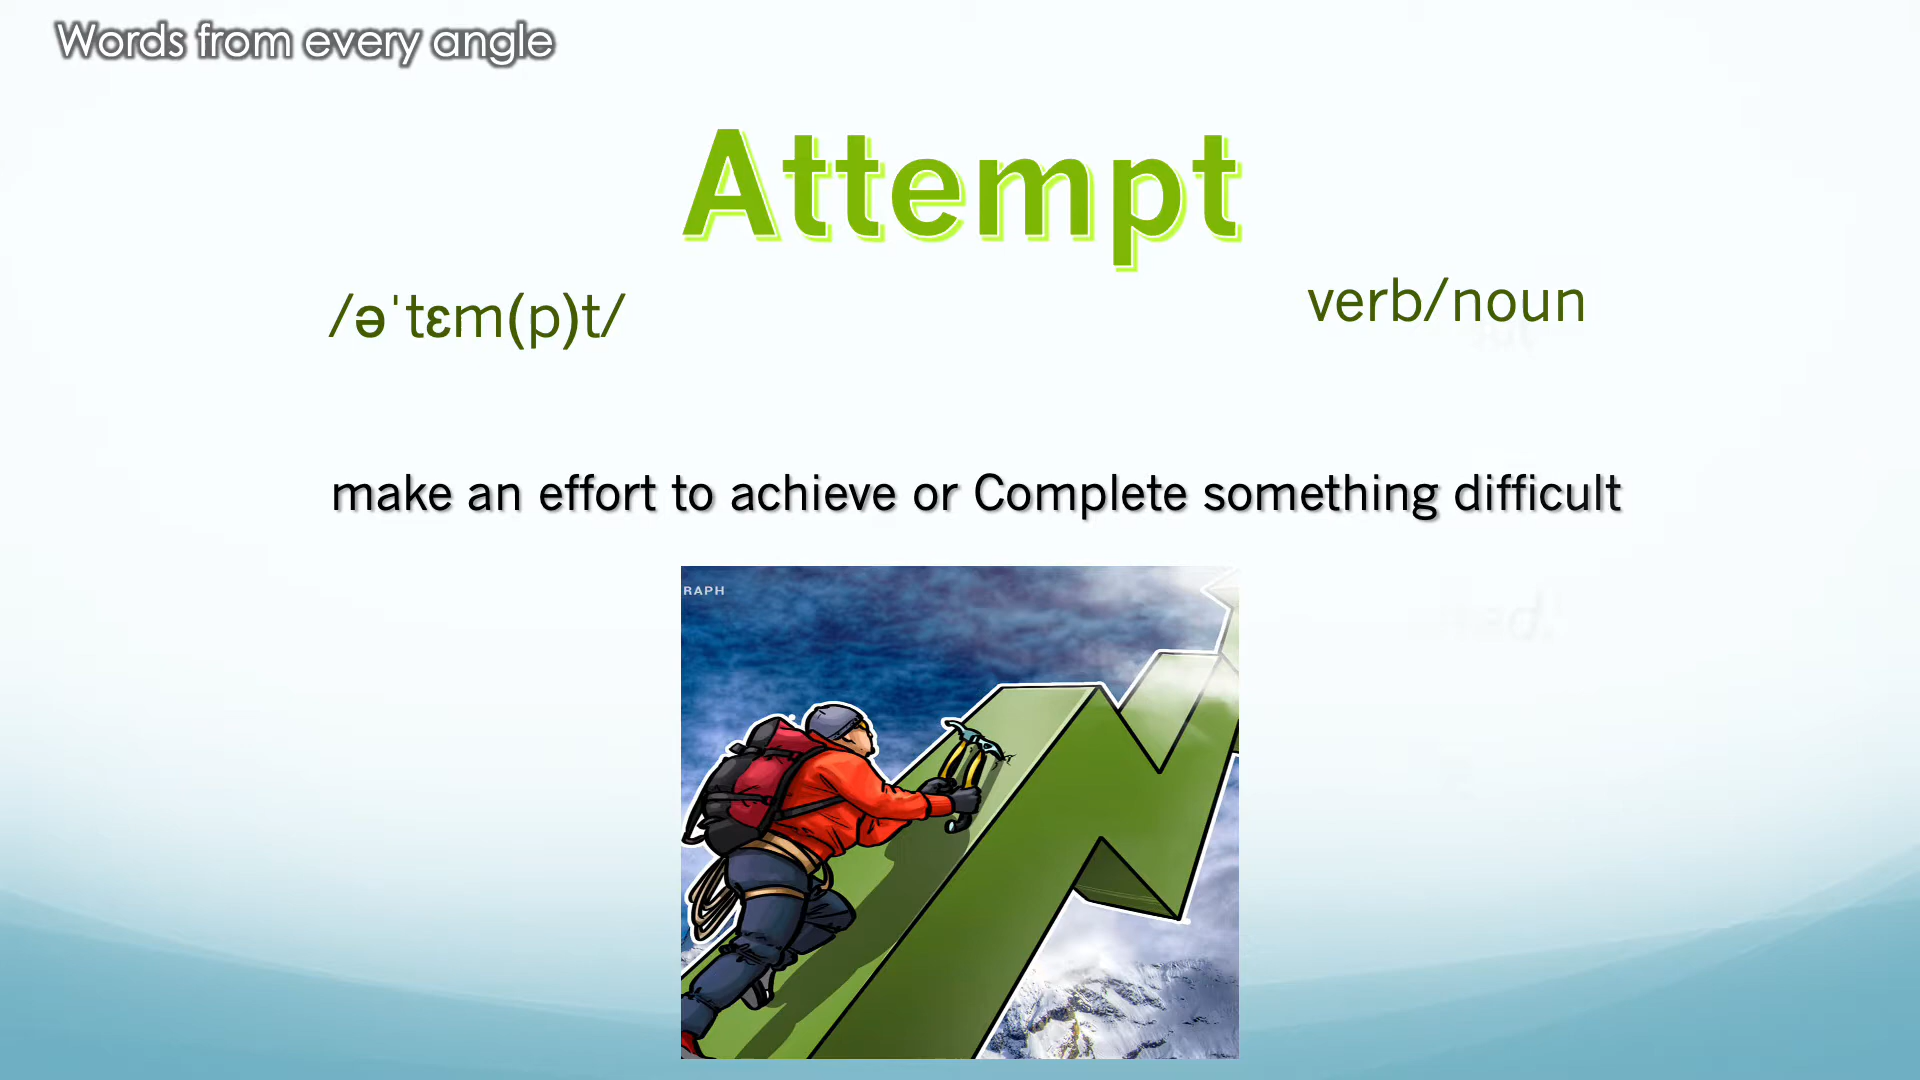 Words from every angle
Attempt
/əˈtɛm(p)t/
verb/noun
make an effort to achieve or Complete something difficult
RAPH